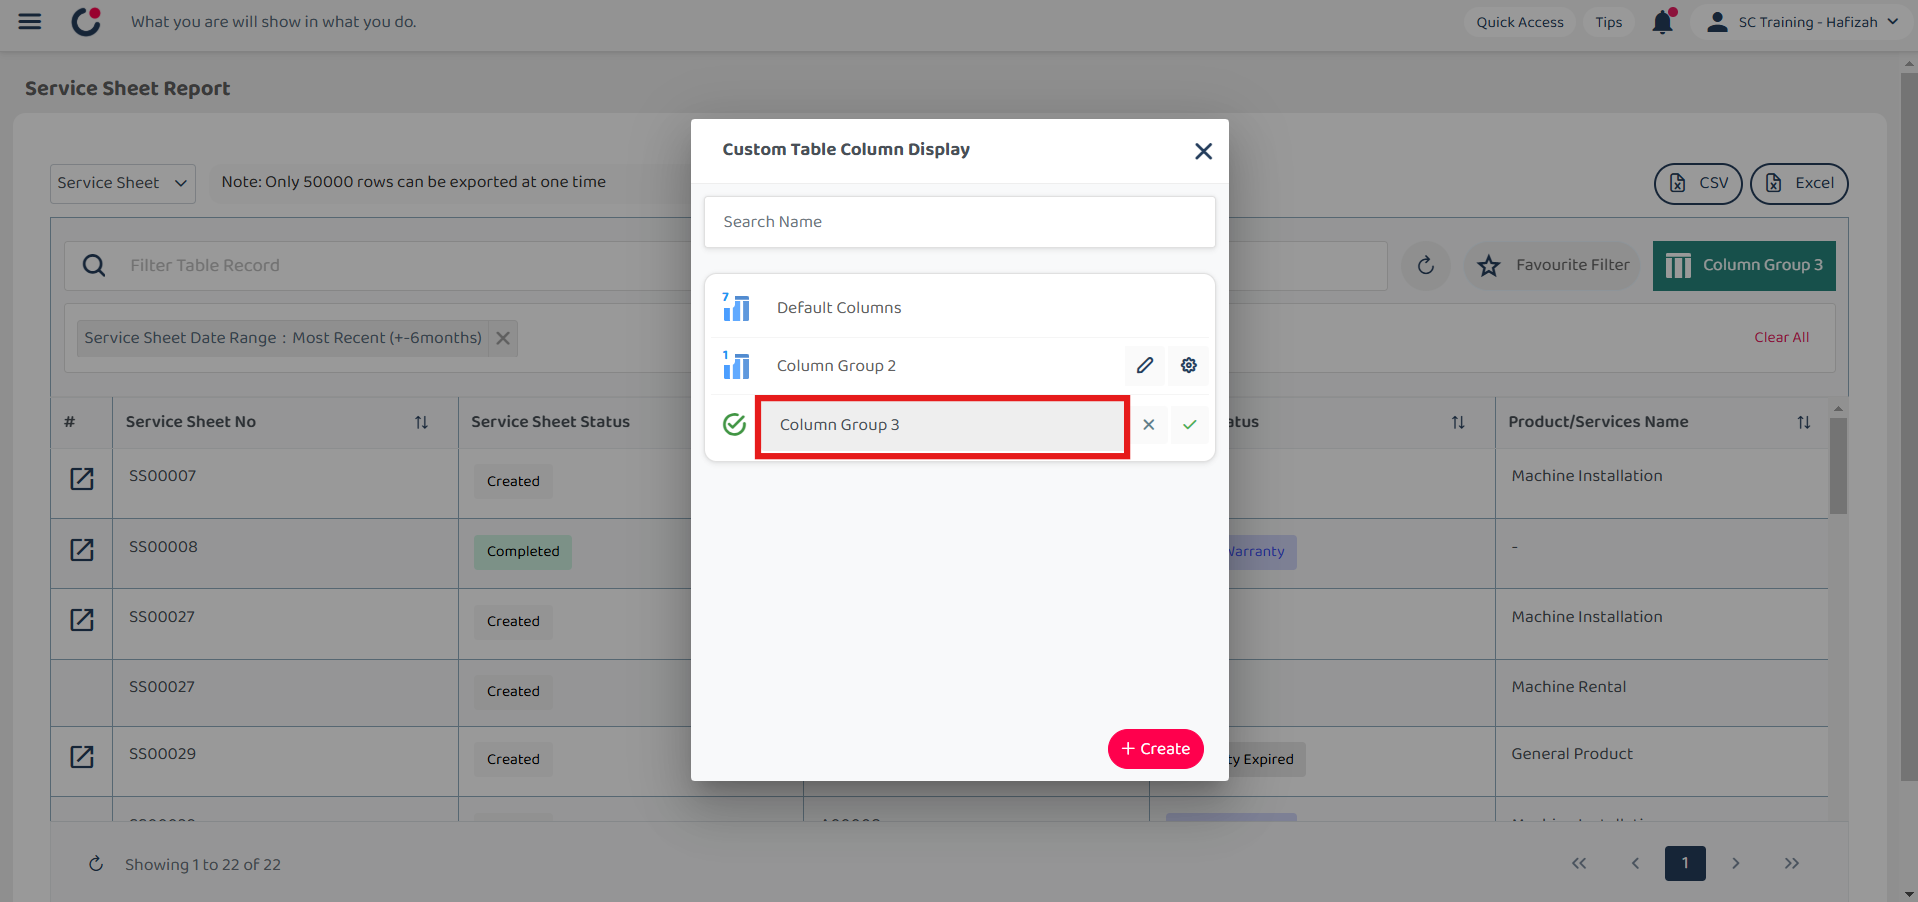 What you are will show in what you do.
Quick Access
Tips
SC Training - Hafizah
Service Sheet Report
Service Sheet
Note: Only 50000 rows can be exported at one time
CSV
Excel
Filter Table Record
Favourite Filter
Column Group 3
Service Sheet Date Range : Most Recent (+-6months)
Clear All
Custom Table Column Display
Search Name
7
Default Columns
1
Column Group 2
Column Group 3
+ Create
#
Service Sheet No
Service Sheet Status
Product/Services Name
SS00007
Created
Machine Installation
SS00008
Completed
Warranty
-
SS00027
Created
Machine Installation
SS00027
Created
Machine Rental
SS00029
Created
Expired
General Product
Showing 1 to 22 of 22
1